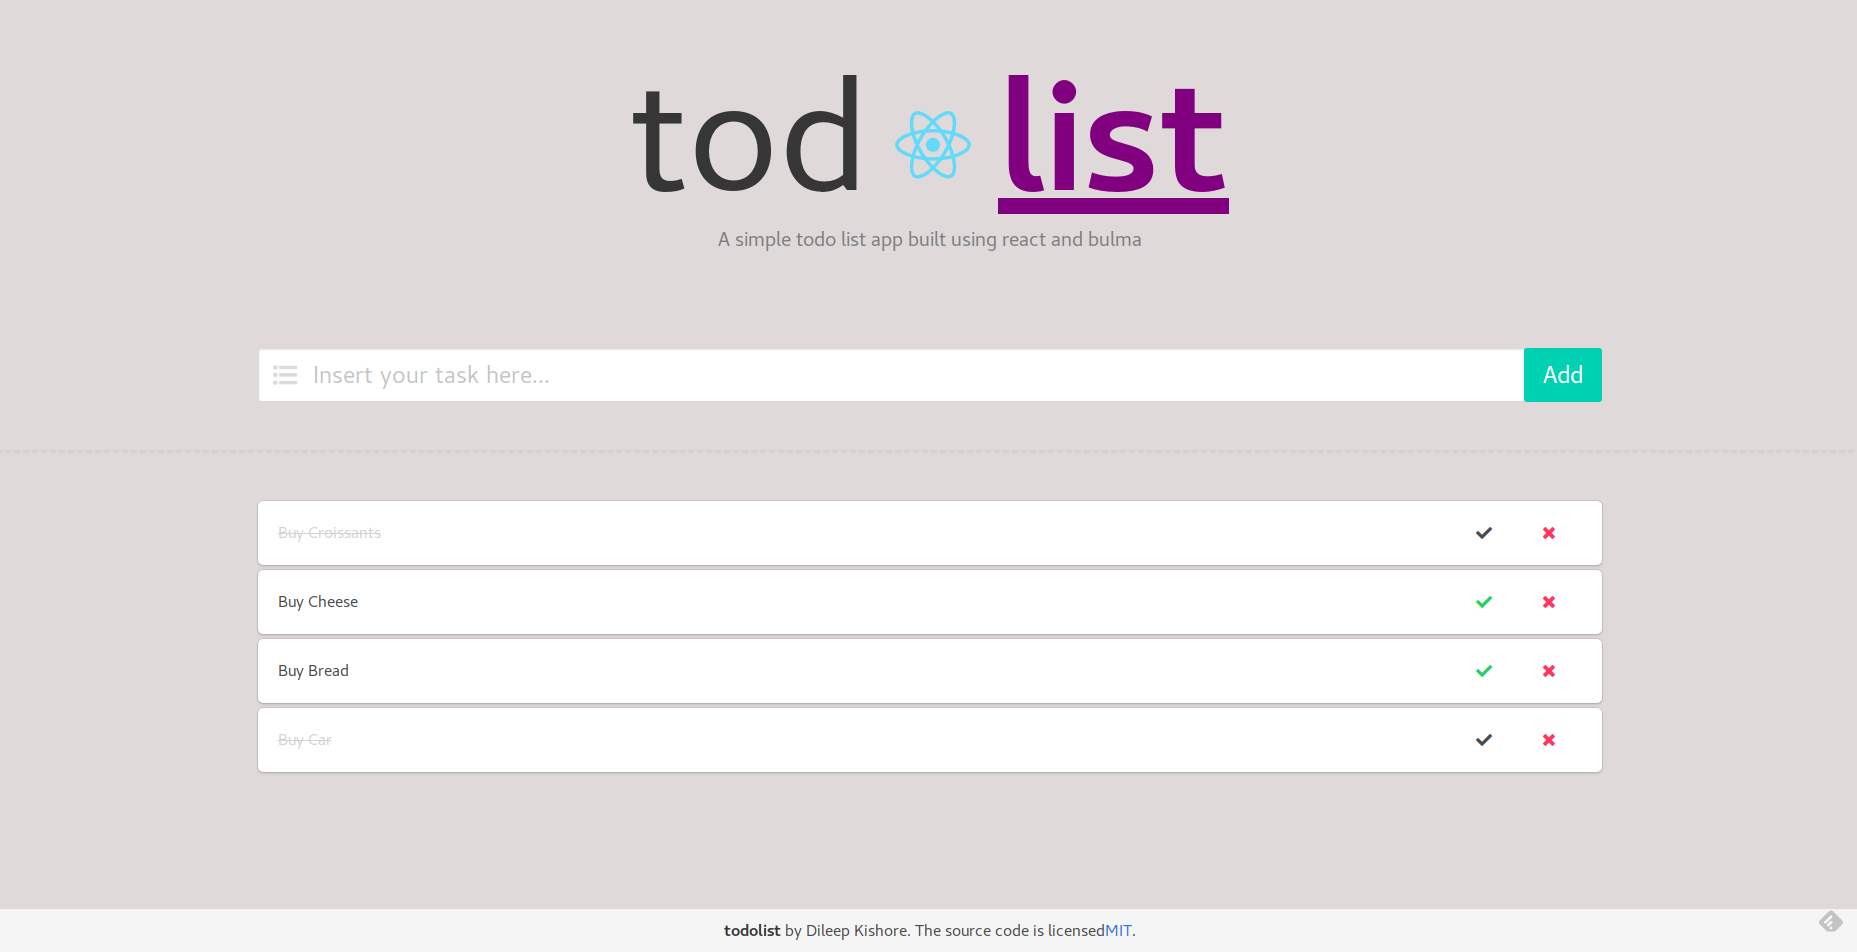 tod list
A simple todo list app built using react and bulma
Insert your task here...
Add
Buy Croissants
Buy Cheese
Buy Bread
Buy Car
todolist by Dileep Kishore. The source code is licensedMIT.